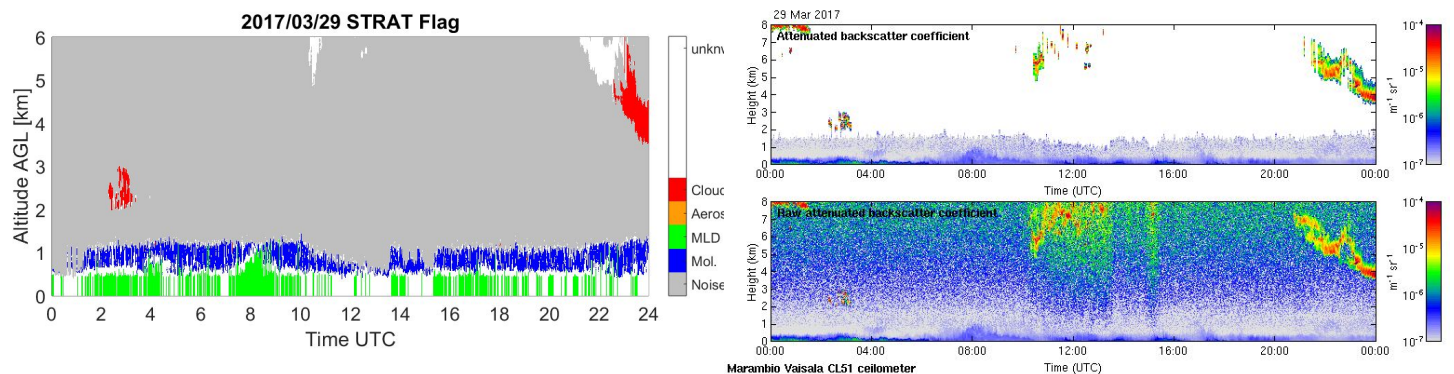 2017/03/29 STRAT Flag
Altitude AGL [km]
6
5
4
3
2
1
0
0 2 4 6 8 10 12 14 16 18 20 22 23 24
Time UTC
unknv
Cloud
Aeros
MLD
Mol.
Noise
29 Mar 2017
Attenuated backscatter coefficient
Height (km)
8
7
6
5
4
3
2
1
0
00:00 04:00 08:00 12:00 16:00 20:00 00:00
Time (UTC)
10⁻⁴
10⁻⁵
10⁻⁶
10⁻⁷
m⁻¹ sr⁻¹
Raw attenuated backscatter coefficient
Height (km)
8
7
6
5
4
3
2
1
0
00:00 04:00 08:00 12:00 16:00 20:00 00:00
Time (UTC)
10⁻⁴
10⁻⁵
10⁻⁶
10⁻⁷
m⁻¹ sr⁻¹
Marambio Vaisala CL51 ceilometer